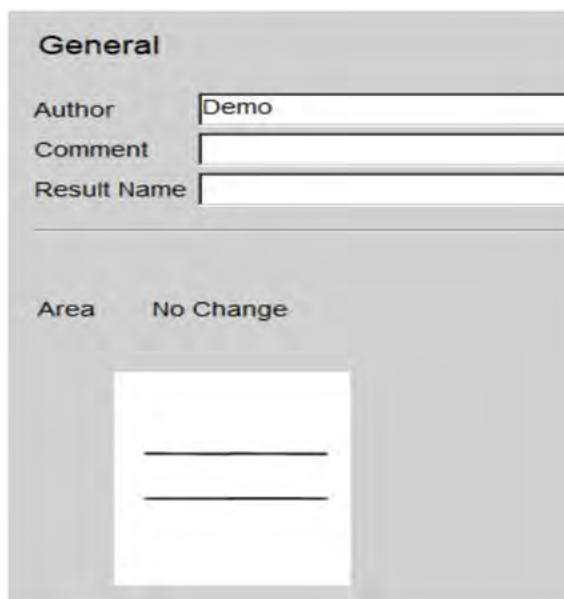 General
Author Demo
Comment
Result Name
Area No Change